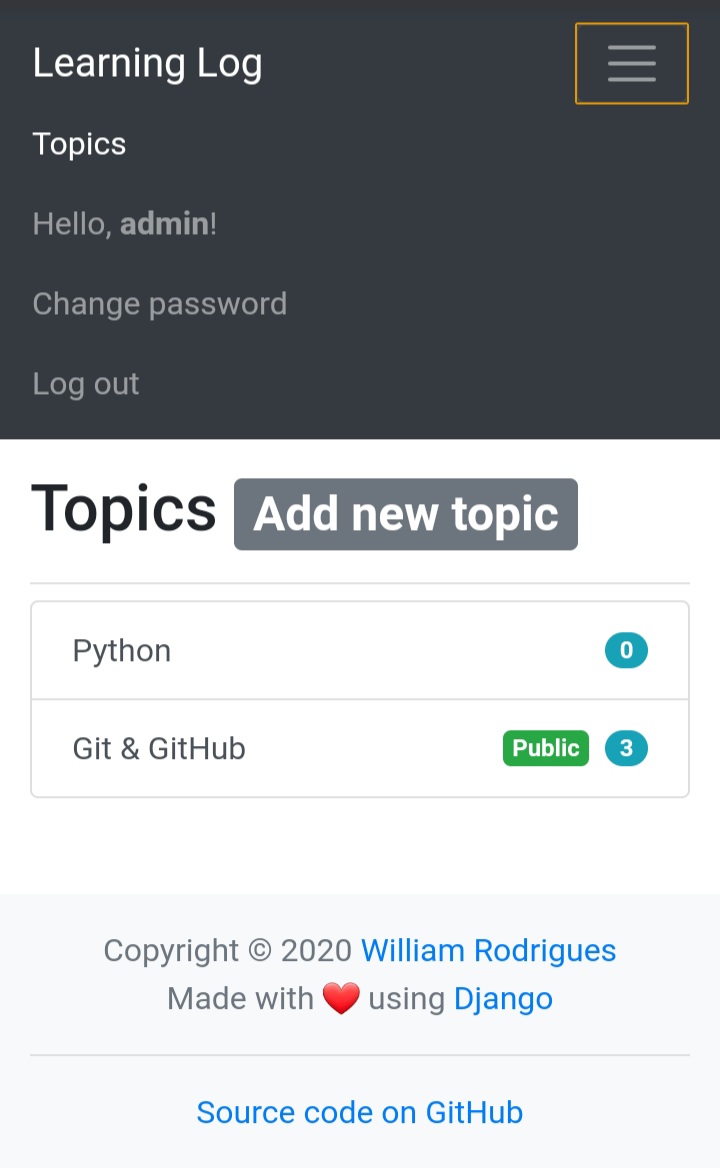 Learning Log
Topics
Hello, admin!
Change password
Log out
Topics Add new topic
Python 0
Git & GitHub Public 3
Copyright © 2020 William Rodrigues
Made with ❤️ using Django
Source code on GitHub